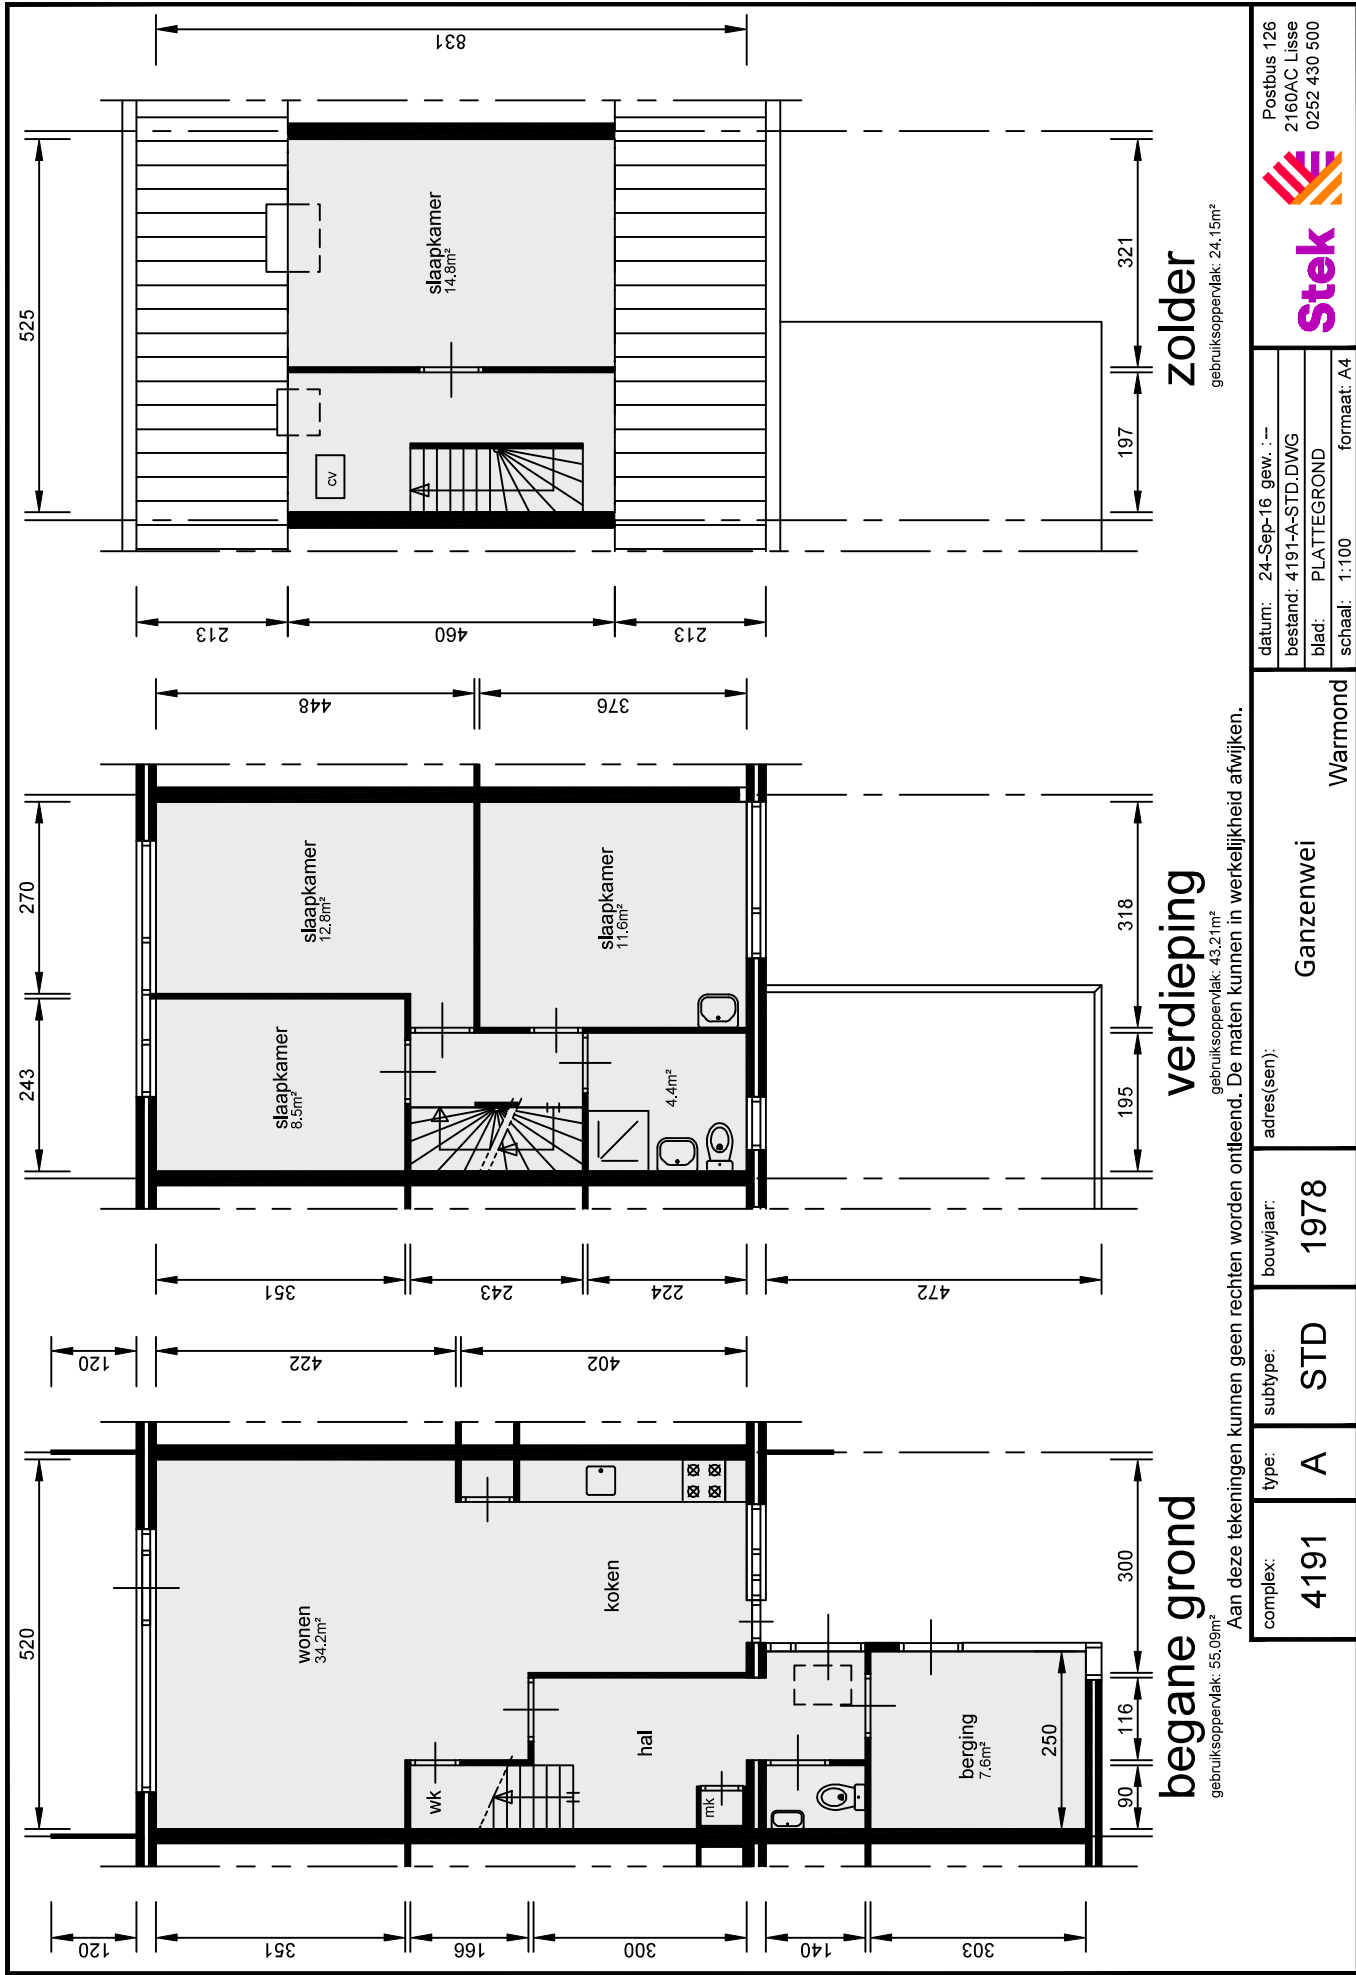 120
351
166
300
140
303
520
wonen
34.2m²
koken
hal
wk
mk
berging
7.6m²
250
90
116
300
120
422
402
begane grond
gebruiksoppervlak: 55.09m²
351
243
224
472
243
270
slaapkamer
8.5m²
slaapkamer
12.8m²
slaapkamer
11.6m²
4.4m²
195
318
448
376
verdieping
gebruiksoppervlak: 43.21m²
213
460
213
525
slaapkamer
14.8m²
cv
197
321
831
zolder
gebruiksoppervlak: 24.15m²
Aan deze tekeningen kunnen geen rechten worden ontleend. De maten kunnen in werkelijkheid afwijken.
complex:
4191
type:
A
subtype:
STD
bouwjaar:
1978
adres(sen):
Ganzenwei
Warmond
datum: 24-Sep-16 gew. :--
bestand: 4191-A-STD.DWG
blad: PLATTEGROND
schaal: 1:100 formaat: A4
stek
Postbus 126
2160AC Lisse
0252 430 500